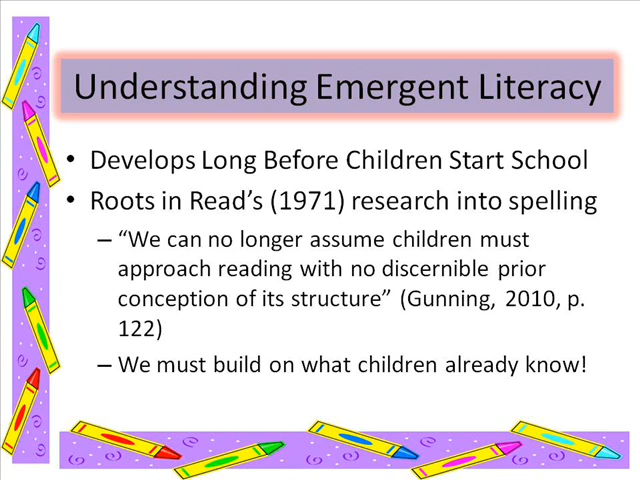 Understanding Emergent Literacy
• Develops Long Before Children Start School
• Roots in Read’s (1971) research into spelling
– “We can no longer assume children must
approach reading with no discernible prior
conception of its structure” (Gunning, 2010, p.
122)
– We must build on what children already know!